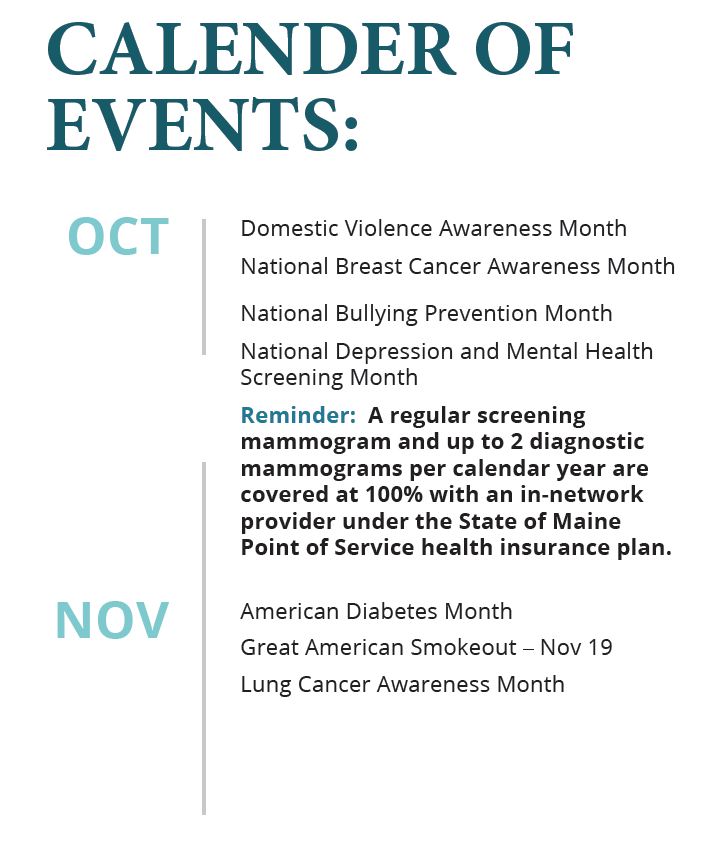 CALENDER OF
EVENTS:
OCT
Domestic Violence Awareness Month
National Breast Cancer Awareness Month
National Bullying Prevention Month
National Depression and Mental Health
Screening Month
Reminder:  A regular screening
mammogram and up to 2 diagnostic
mammograms per calendar year are
covered at 100% with an in-network
provider under the State of Maine
Point of Service health insurance plan.
NOV
American Diabetes Month
Great American Smokeout – Nov 19
Lung Cancer Awareness Month